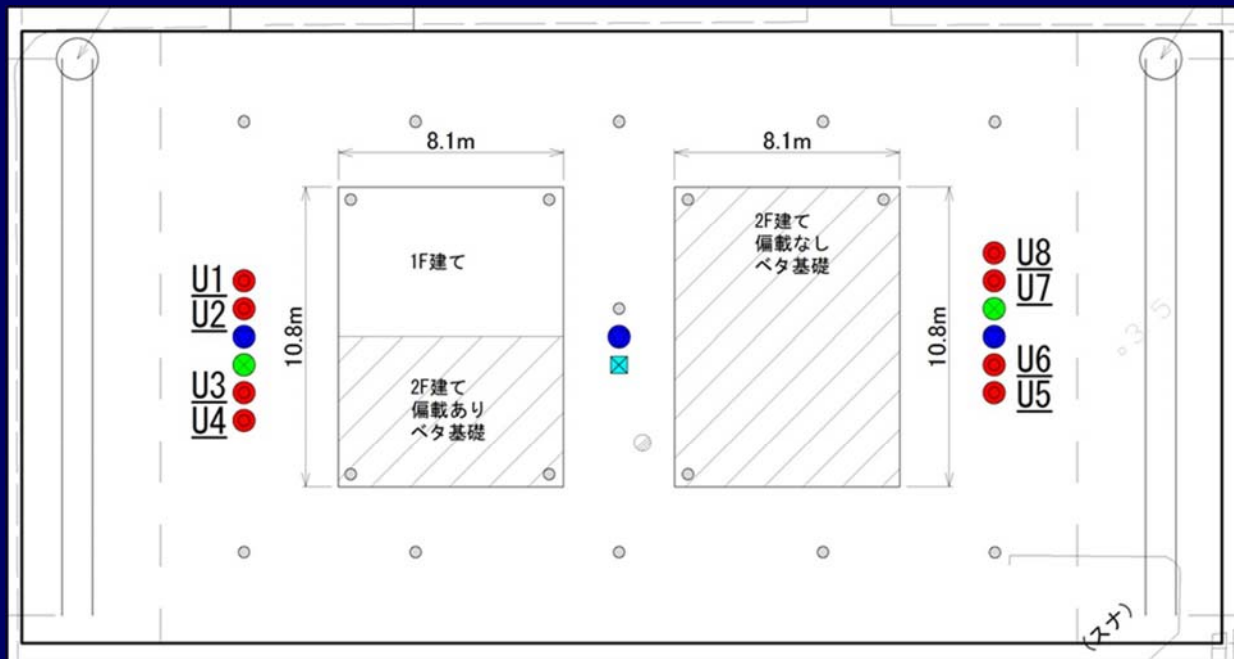 8.1m
8.1m
10.8m
1F建て
2F建て
偏載あり
ベタ基礎
2F建て
偏載なし
ベタ基礎
10.8m
U1
U2
U3
U4
U8
U7
U6
U5
.35
(スナ)